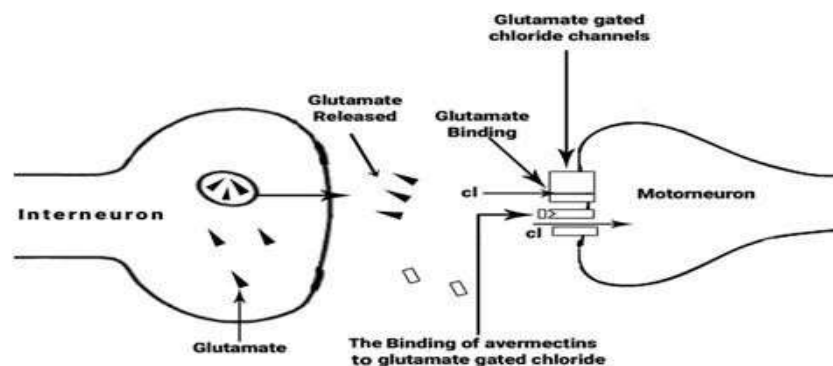 Glutamate gated
chloride channels
Glutamate
Released
Glutamate
Binding
cl
Interneuron
Motorneuron
cl
Glutamate
The Binding of avermectins
to glutamate gated chloride